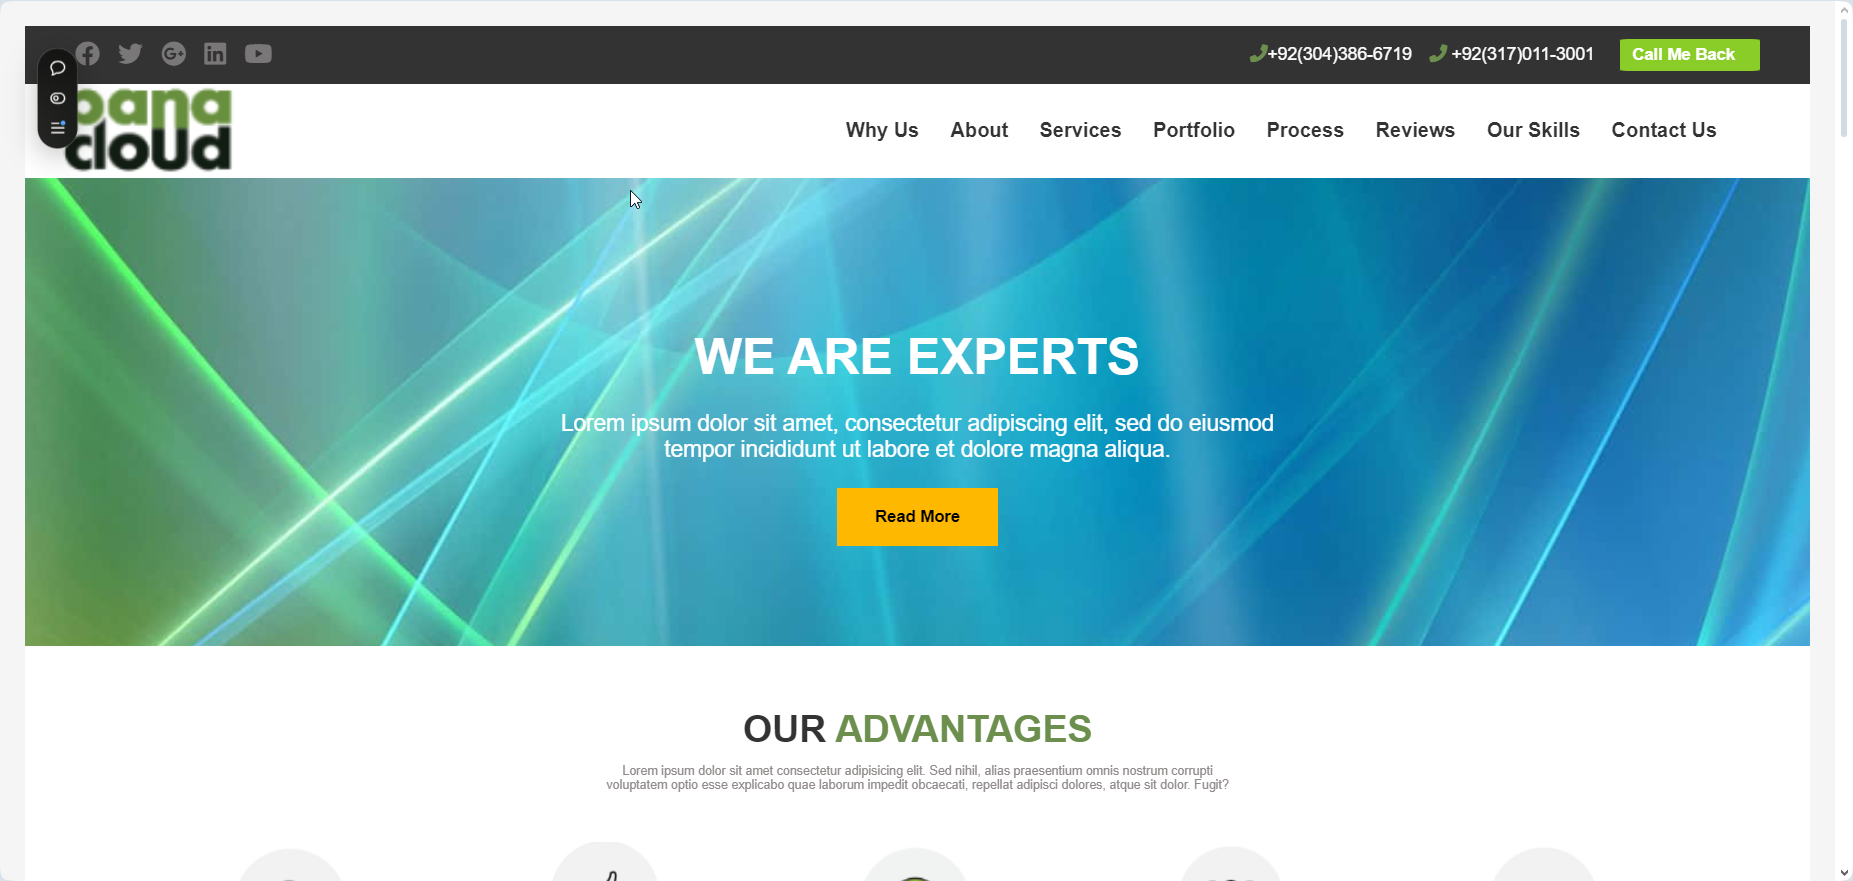 +92(304)386-6719 +92(317)011-3001 Call Me Back
pana
cloud
Why Us About Services Portfolio Process Reviews Our Skills Contact Us
WE ARE EXPERTS
Lorem ipsum dolor sit amet, consectetur adipiscing elit, sed do eiusmod
tempor incididunt ut labore et dolore magna aliqua.
Read More
OUR ADVANTAGES
Lorem ipsum dolor sit amet consectetur adipisicing elit. Sed nihil, alias praesentium omnis nostrum corrupti
voluptatem optio esse explicabo quae laborum impedit obcaecati, repellat adipisci dolores, atque sit dolor. Fugit?